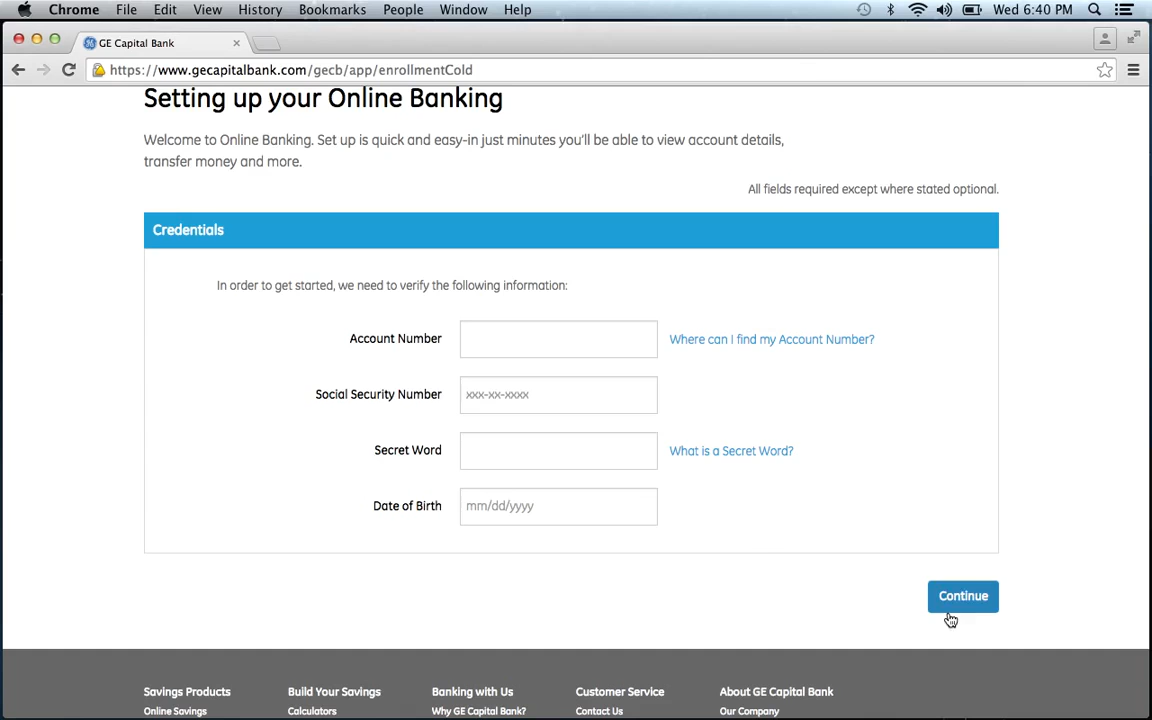 Chrome File Edit View History Bookmarks People Window Help Wed 6:40 PM
GE Capital Bank
https://www.gecapitalbank.com/gecb/app/enrollmentCold
Setting up your Online Banking
Welcome to Online Banking. Set up is quick and easy-in just minutes you'll be able to view account details,
transfer money and more.
All fields required except where stated optional.
Credentials
In order to get started, we need to verify the following information:
Account Number Where can I find my Account Number?
Social Security Number xxx-xx-xxxx
Secret Word What is a Secret Word?
Date of Birth mm/dd/yyyy
Continue
Savings Products Build Your Savings Banking with Us Customer Service About GE Capital Bank
Online Savings Calculators Why GE Capital Bank? Contact Us Our Company